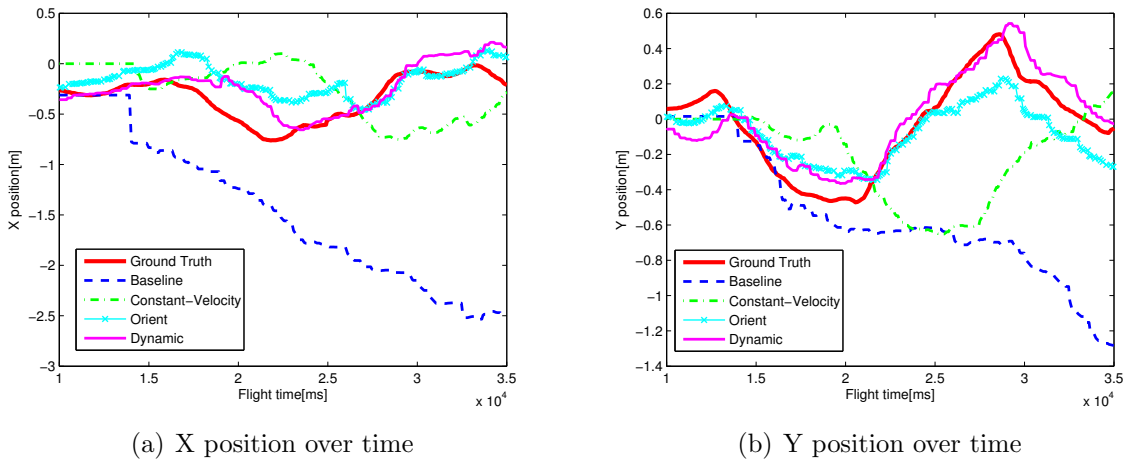 0.5
0
−0.5
−1
−1.5
−2
−2.5
−3
X position[m]
Ground Truth
Baseline
Constant−Velocity
Orient
Dynamic
1
1.5
2
2.5
3
3.5
Flight time[ms]
x 10^4
(a) X position over time
0.6
0.4
0.2
0
−0.2
−0.4
−0.6
−0.8
−1
−1.2
−1.4
Y position[m]
Ground Truth
Baseline
Constant−Velocity
Orient
Dynamic
1
1.5
2
2.5
3
3.5
Flight time[ms]
x 10^4
(b) Y position over time